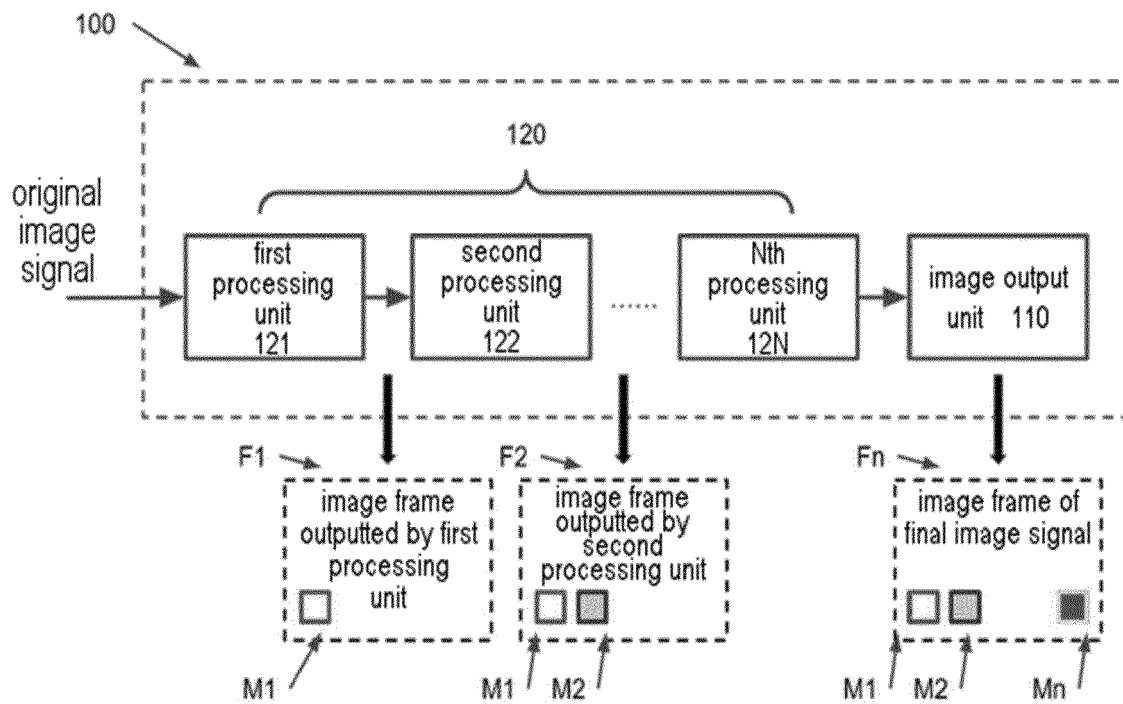 100
120
original
image
signal
first
processing
unit
121
second
processing
unit
122
......
Nth
processing
unit
12N
image output
unit 110
F1
F2
Fn
image frame
outputted by first
processing
unit
image frame
outputted by
second
processing unit
image frame of
final image signal
M1
M1
M2
M1
M2
Mn